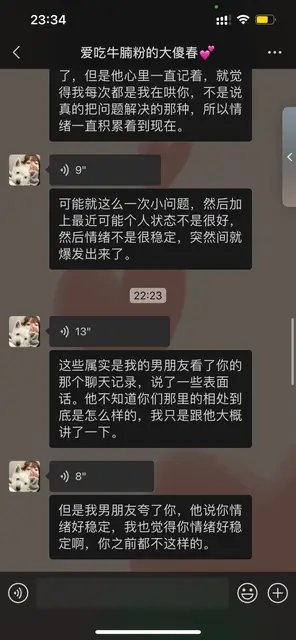 23:34
爱吃牛腩粉的大傻春💕
了，但是他心里一直记着，就觉
得我每次都是我在哄你，不是说
真的把问题解决的那种，所以情
绪一直积累着到现在。
9"
可能就这么一次小问题，然后加
上最近可能个人状态不是很好，
然后情绪不是很稳定，突然间就
爆发出来了。
22:23
13"
这些属实是我的男朋友看了你的
那个聊天记录，说了一些表面
话。他不知道你们那里的相处到
底是怎么样的，我只是跟他大概
讲了一下。
8"
但是我男朋友夸了你，他说你情
绪好稳定，我也觉得你情绪好稳
定啊，你之前都不这样的。